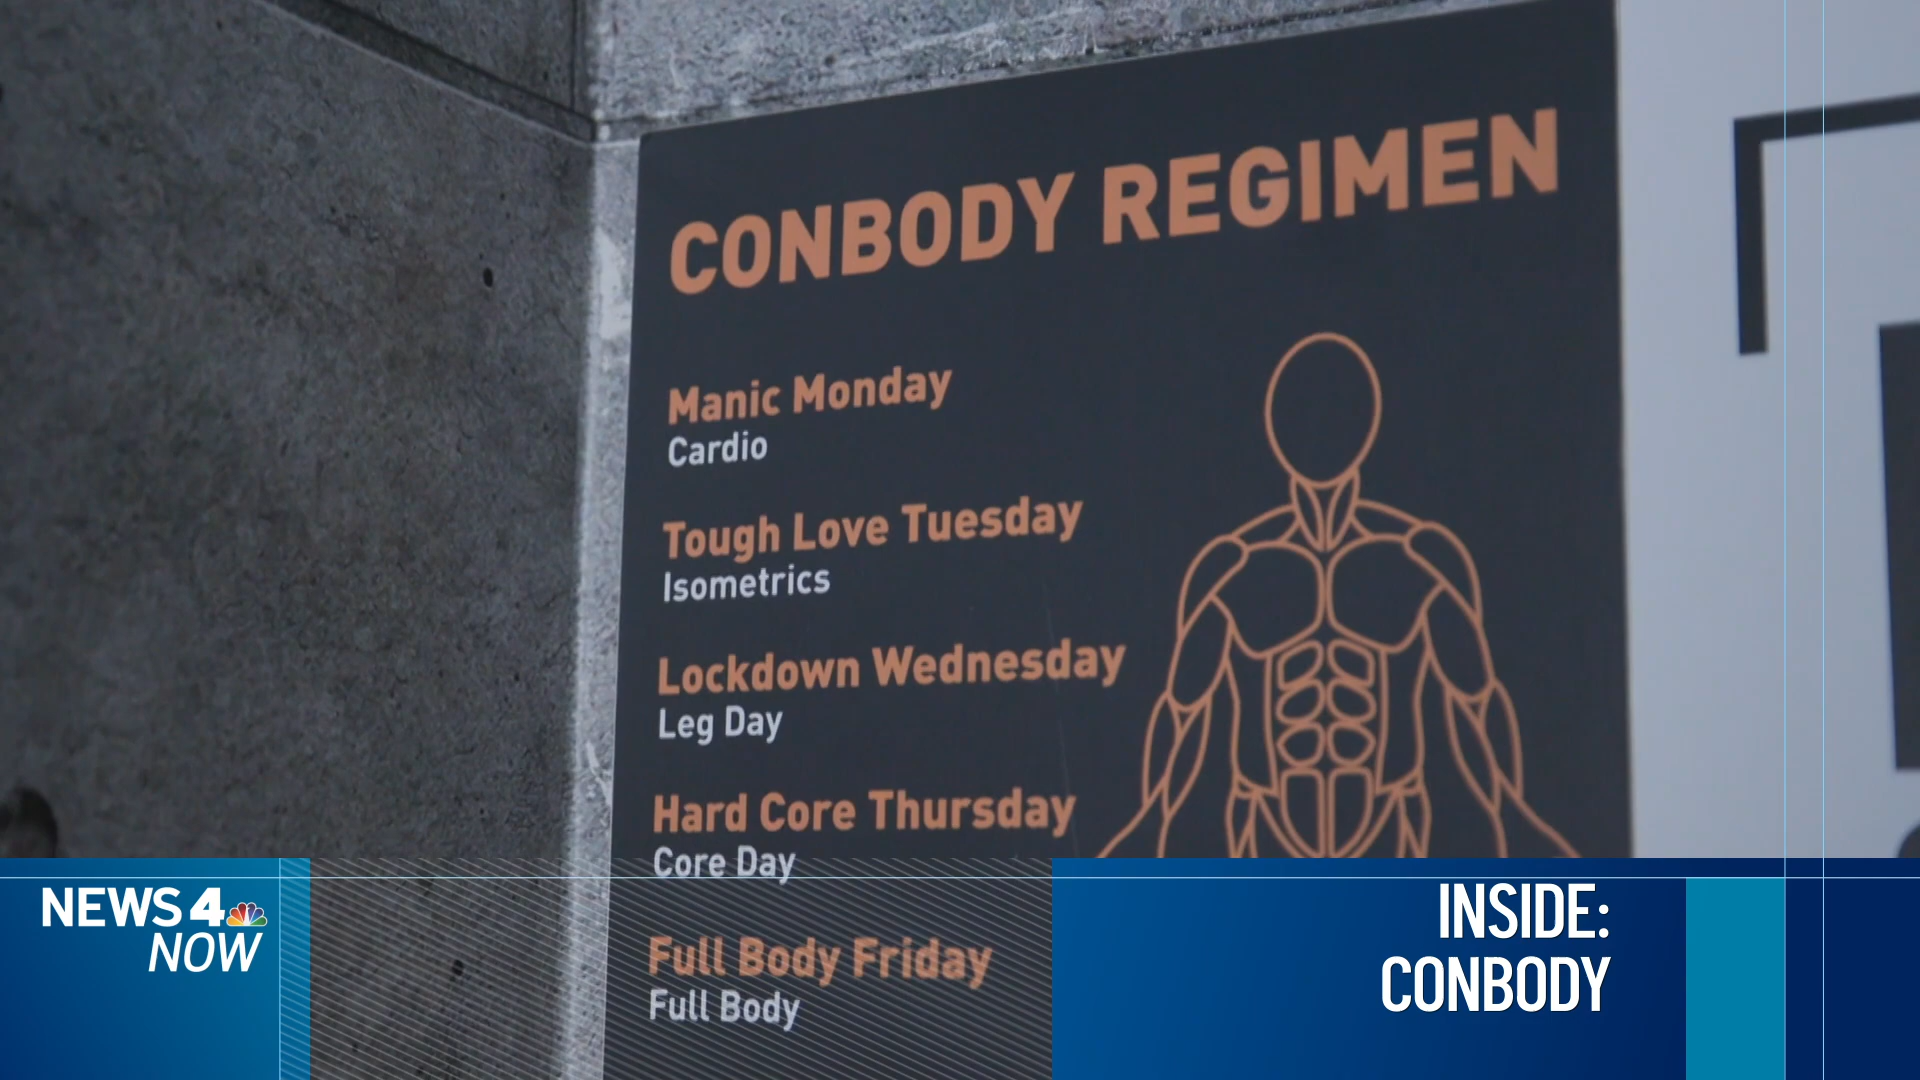 CONBODY REGIMEN
Manic Monday
Cardio
Tough Love Tuesday
Isometrics
Lockdown Wednesday
Leg Day
Hard Core Thursday
Core Day
Full Body Friday
Full Body
NEWS 4
NOW
INSIDE:
CONBODY